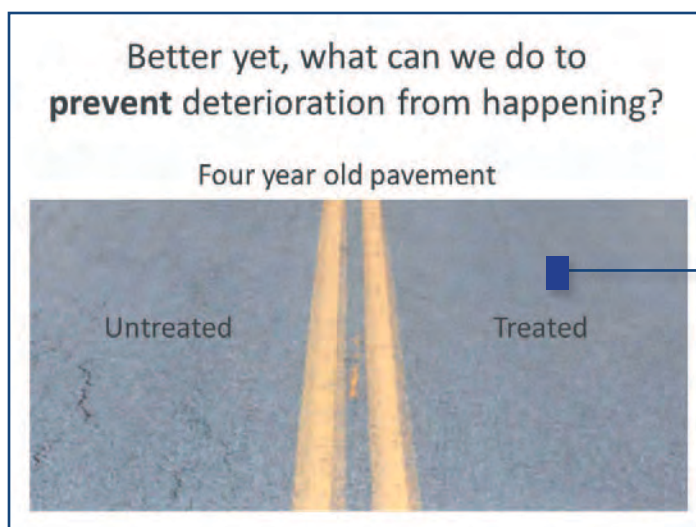 Better yet, what can we do to
prevent deterioration from happening?
Four year old pavement
Untreated
Treated